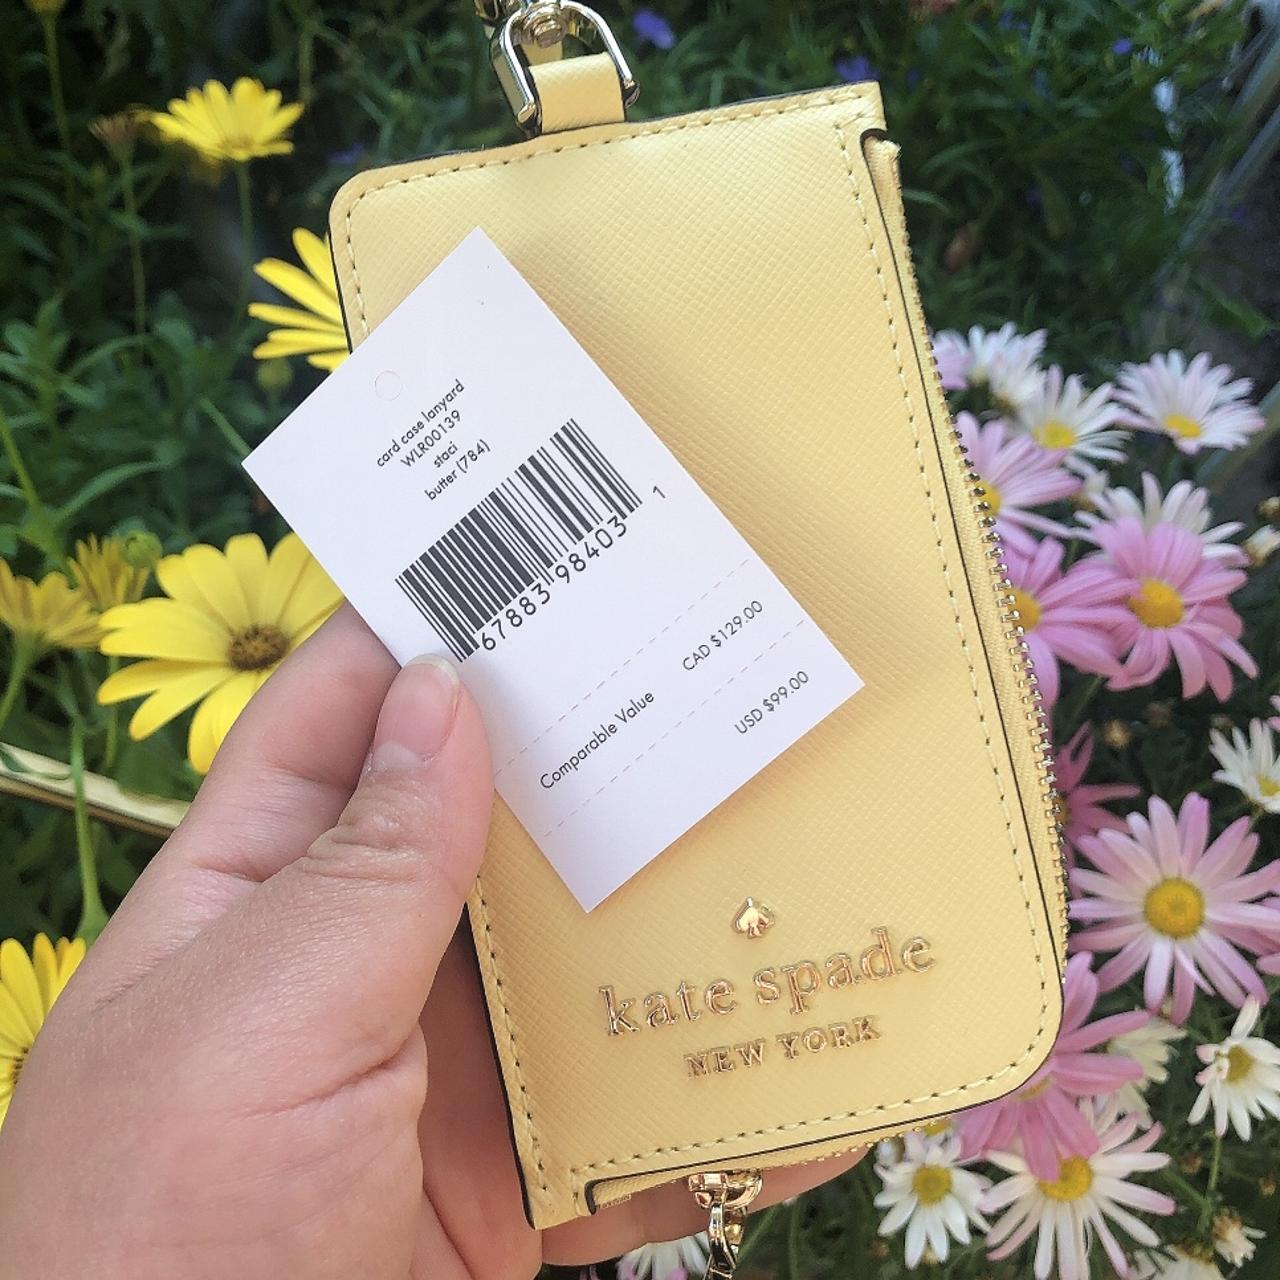 card case lanyard
WLR00139
staci
butter (784)
67883 98403 1
Comparable Value CAD $129.00
USD $99.00
kate spade
NEW YORK